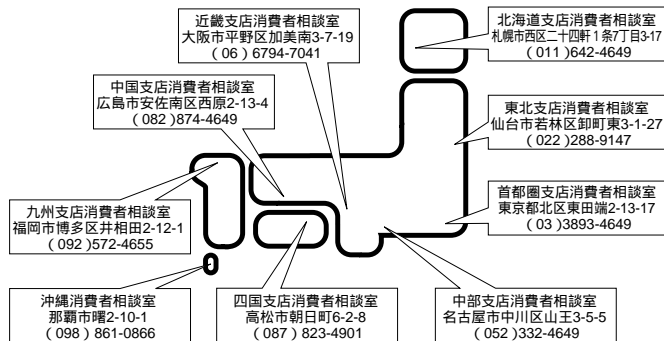 近畿支店消費者相談室
大阪市平野区加美南3-7-19
(06) 6794-7041
北海道支店消費者相談室
札幌市西区二十四軒1条7丁目3-17
(011)642-4649
中国支店消費者相談室
広島市安佐南区西原2-13-4
(082)874-4649
東北支店消費者相談室
仙台市若林区卸町東3-1-27
(022)288-9147
九州支店消費者相談室
福岡市博多区井相田2-12-1
(092)572-4655
首都圏支店消費者相談室
東京都北区東田端2-13-17
(03)3893-4649
沖縄消費者相談室
那覇市曙2-10-1
(098) 861-0866
四国支店消費者相談室
高松市朝日町6-2-8
(087) 823-4901
中部支店消費者相談室
名古屋市中川区山王3-5-5
(052)332-4649